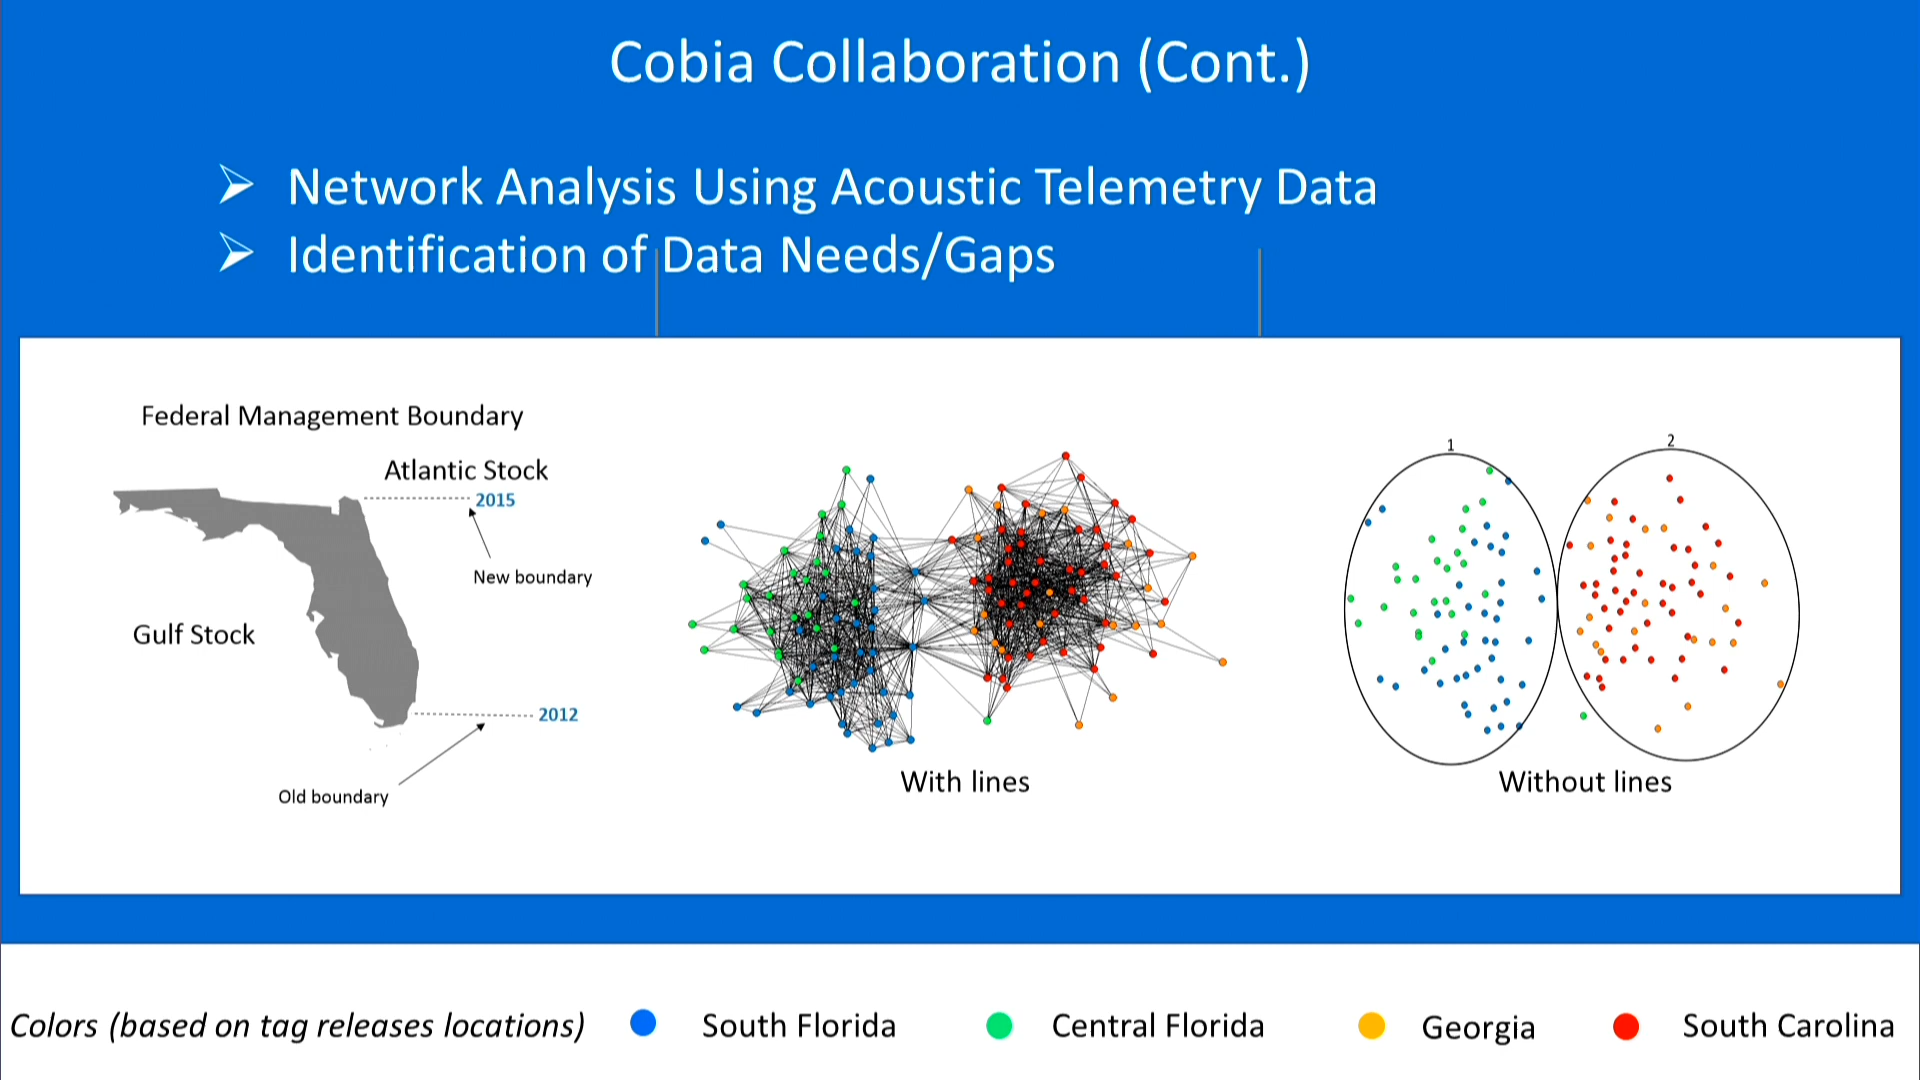 Cobia Collaboration (Cont.)
Network Analysis Using Acoustic Telemetry Data
Identification of Data Needs/Gaps
Federal Management Boundary
Atlantic Stock
2015
New boundary
Gulf Stock
2012
Old boundary
With lines
1
2
Without lines
Colors (based on tag releases locations)
South Florida
Central Florida
Georgia
South Carolina